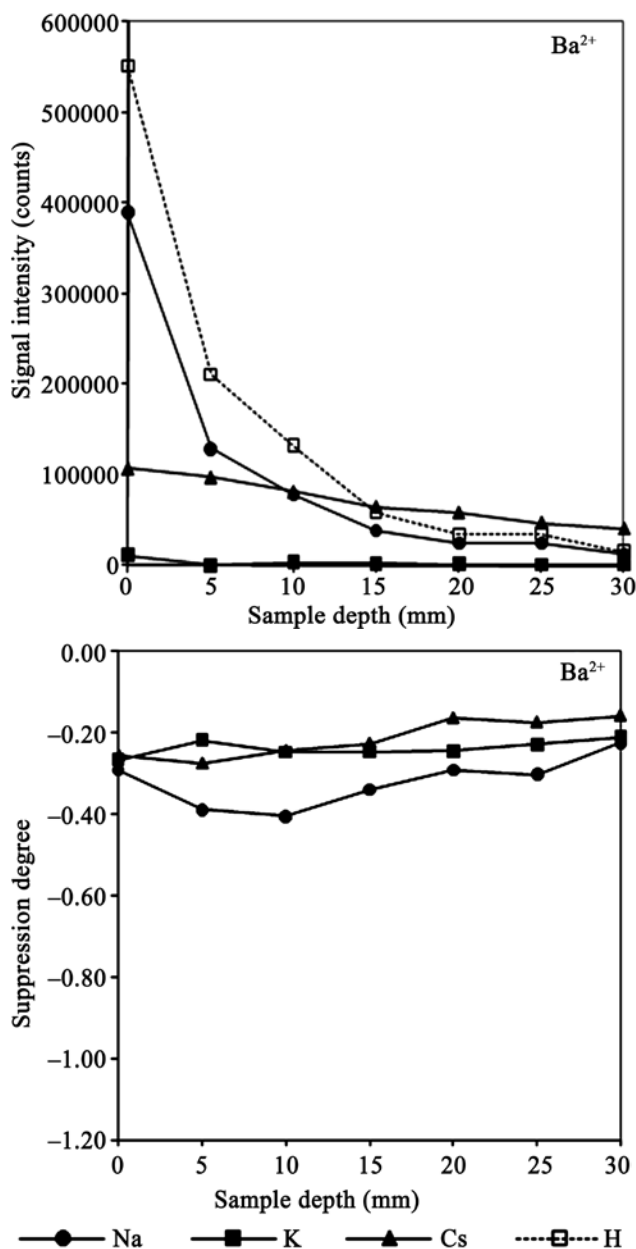 600000
Ba²⁺
500000
400000
300000
200000
100000
0
Signal intensity (counts)
0 5 10 15 20 25 30
Sample depth (mm)
0.00
Ba²⁺
−0.20
−0.40
−0.60
−0.80
−1.00
−1.20
Suppression degree
0 5 10 15 20 25 30
Sample depth (mm)
Na K Cs H